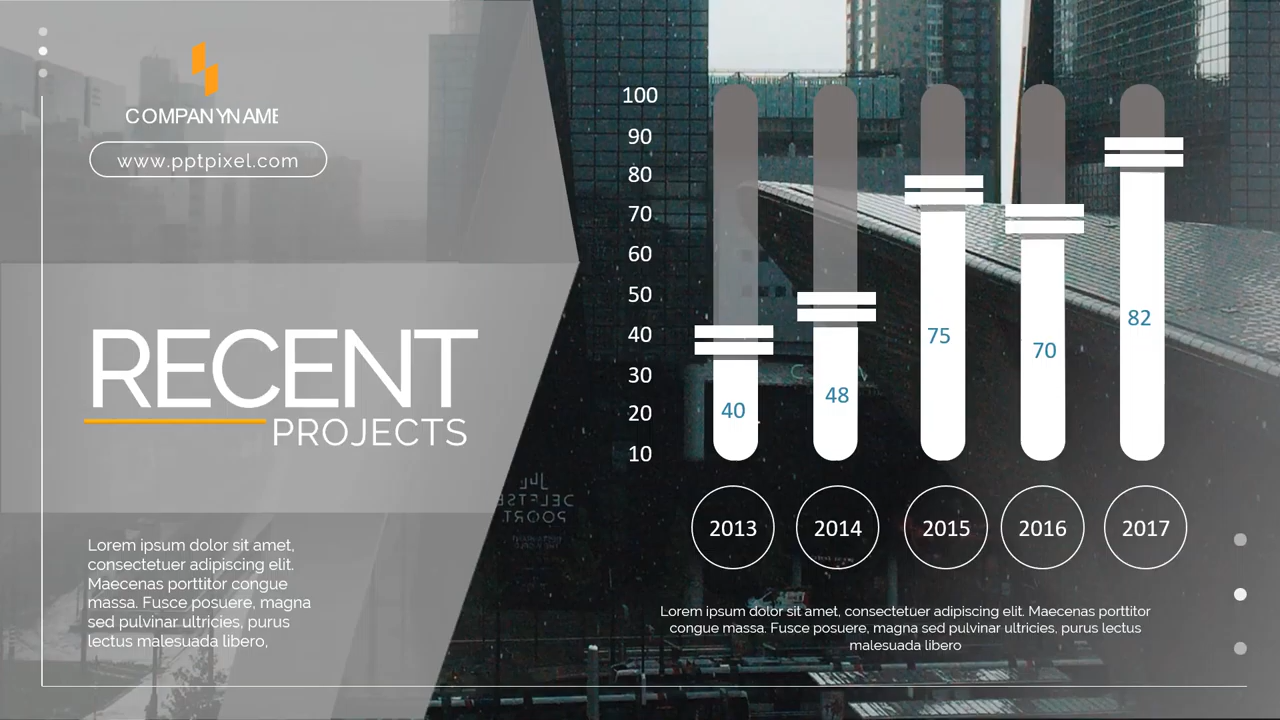 COMPANYNAME
www.pptpixel.com
RECENT
PROJECTS
Lorem ipsum dolor sit amet,
consectetuer adipiscing elit.
Maecenas porttitor congue
massa. Fusce posuere, magna
sed pulvinar ultricies, purus
lectus malesuada libero,
100
90
80
70
60
50
40
30
20
10
40
48
75
70
82
2013
2014
2015
2016
2017
Lorem ipsum dolor sit amet, consectetuer adipiscing elit. Maecenas porttitor
congue massa. Fusce posuere, magna sed pulvinar ultricies, purus lectus
malesuada libero